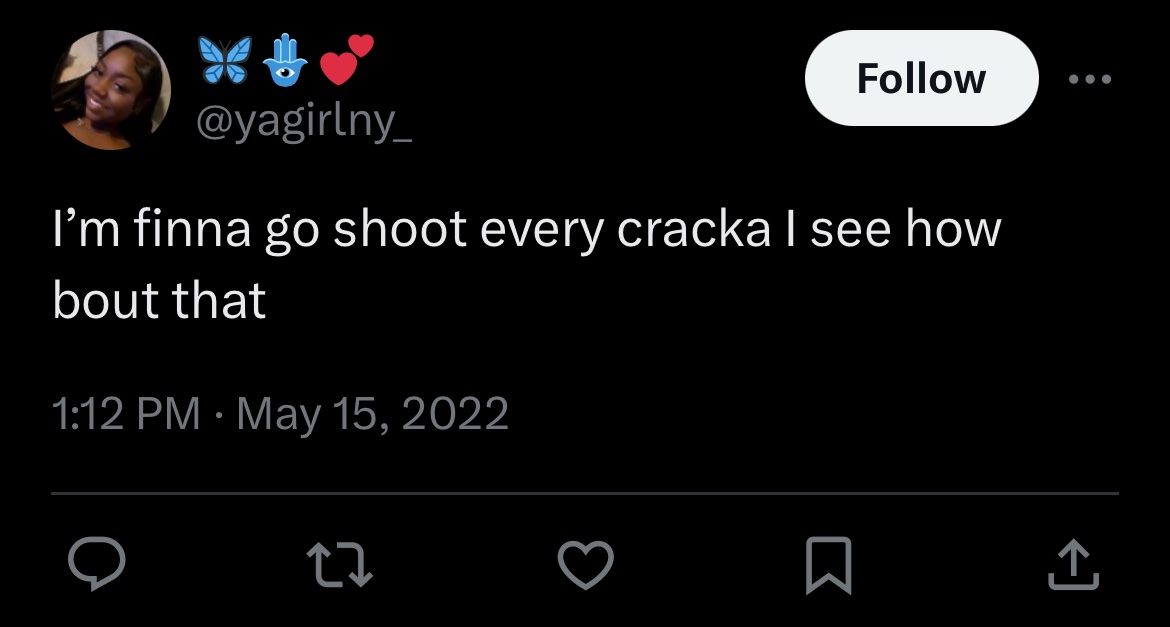 🦋🪬💕
@yagirlny_
Follow
I'm finna go shoot every cracka I see how
bout that
1:12 PM · May 15, 2022